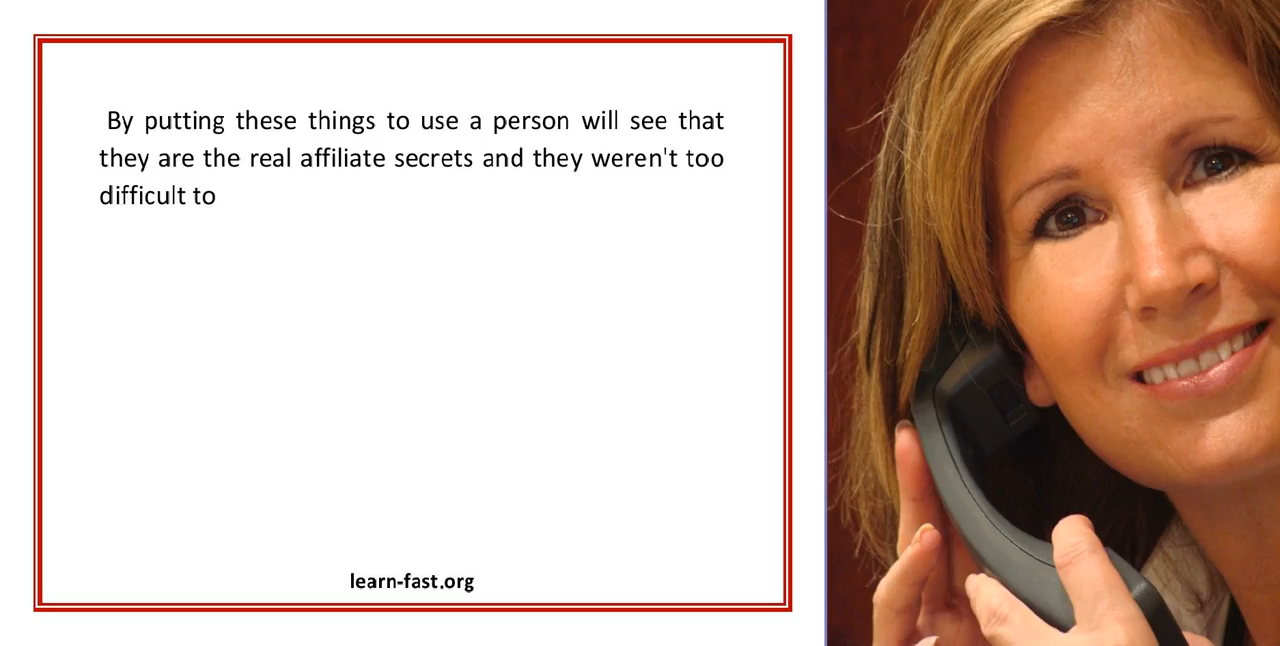 By putting these things to use a person will see that
they are the real affiliate secrets and they weren't too
difficult to
learn-fast.org